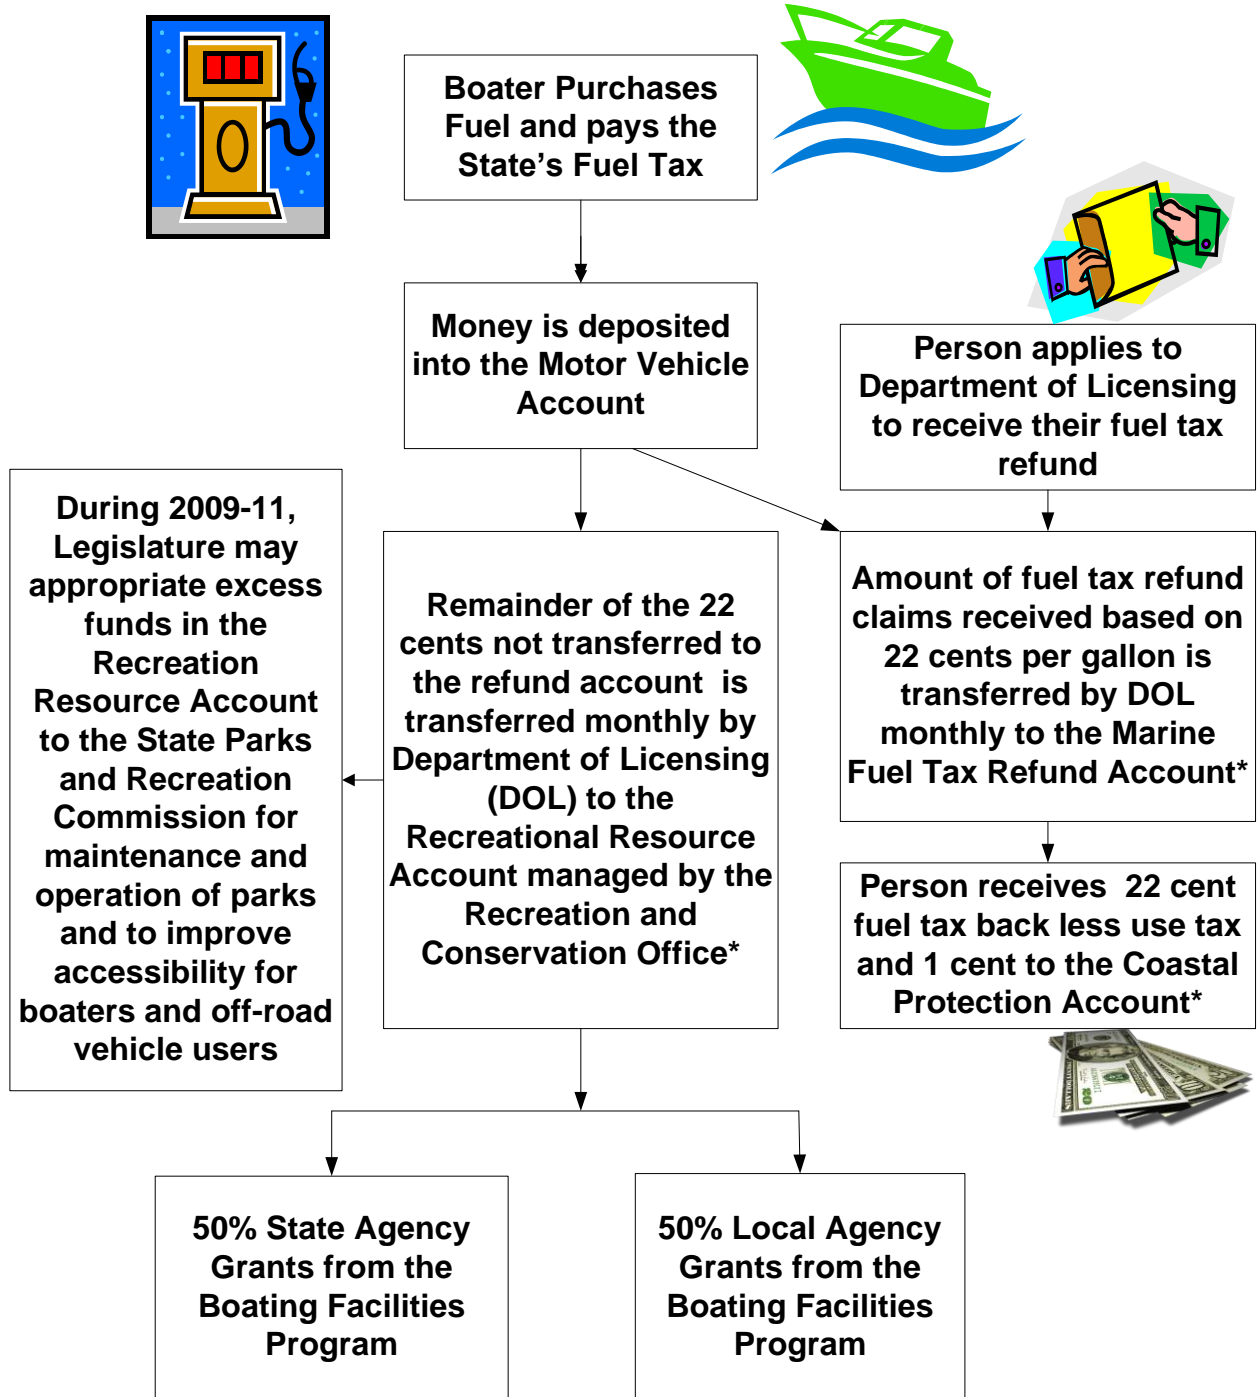 Boater Purchases
Fuel and pays the
State’s Fuel Tax
Money is deposited
into the Motor Vehicle
Account
Person applies to
Department of Licensing
to receive their fuel tax
refund
During 2009-11,
Legislature may
appropriate excess
funds in the
Recreation
Resource Account
to the State Parks
and Recreation
Commission for
maintenance and
operation of parks
and to improve
accessibility for
boaters and off-road
vehicle users
Remainder of the 22
cents not transferred to
the refund account is
transferred monthly by
Department of Licensing
(DOL) to the
Recreational Resource
Account managed by the
Recreation and
Conservation Office*
Amount of fuel tax refund
claims received based on
22 cents per gallon is
transferred by DOL
monthly to the Marine
Fuel Tax Refund Account*
Person receives 22 cent
fuel tax back less use tax
and 1 cent to the Coastal
Protection Account*
50% State Agency
Grants from the
Boating Facilities
Program
50% Local Agency
Grants from the
Boating Facilities
Program